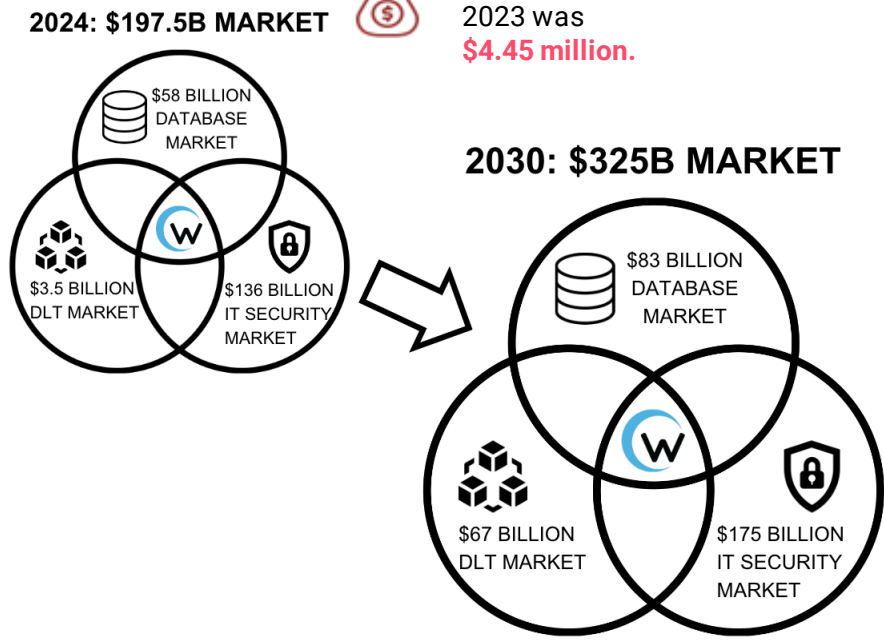 2024: $197.5B MARKET
2023 was
$4.45 million.
$
$58 BILLION
DATABASE
MARKET
W
$3.5 BILLION
DLT MARKET
$136 BILLION
IT SECURITY
MARKET
2030: $325B MARKET
$83 BILLION
DATABASE
MARKET
W
$67 BILLION
DLT MARKET
$175 BILLION
IT SECURITY
MARKET